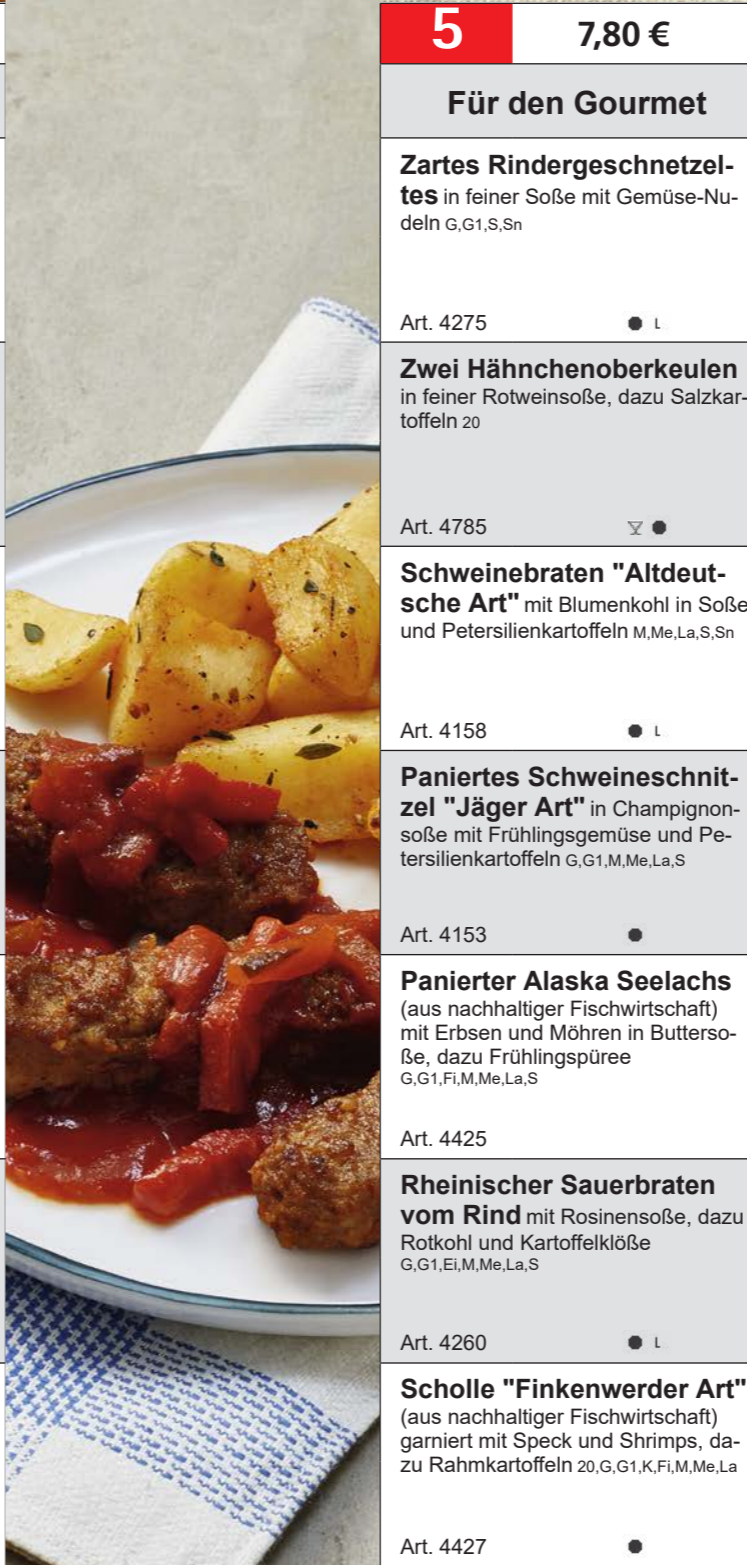 5 7,80 €
Für den Gourmet
Zartes Rindergeschnetzel-
tes in feiner Soße mit Gemüse-Nu-
deln G,G1,S,Sn
Art. 4275 L
Zwei Hähnchenoberkeulen
in feiner Rotweinsoße, dazu Salzkar-
toffeln 20
Art. 4785
Schweinebraten "Altdeut-
sche Art" mit Blumenkohl in Soße
und Petersilienkartoffeln M,Me,La,S,Sn
Art. 4158 L
Paniertes Schweineschnit-
zel "Jäger Art" in Champignon-
soße mit Frühlingsgemüse und Pe-
tersilienkartoffeln G,G1,M,Me,La,S
Art. 4153
Panierter Alaska Seelachs
(aus nachhaltiger Fischwirtschaft)
mit Erbsen und Möhren in Butterso-
ße, dazu Frühlingspüree
G,G1,Fi,M,Me,La,S
Art. 4425
Rheinischer Sauerbraten
vom Rind mit Rosinensoße, dazu
Rotkohl und Kartoffelklöße
G,G1,Ei,M,Me,La,S
Art. 4260 L
Scholle "Finkenwerder Art"
(aus nachhaltiger Fischwirtschaft)
garniert mit Speck und Shrimps, da-
zu Rahmkartoffeln 20,G,G1,K,Fi,M,Me,La
Art. 4427